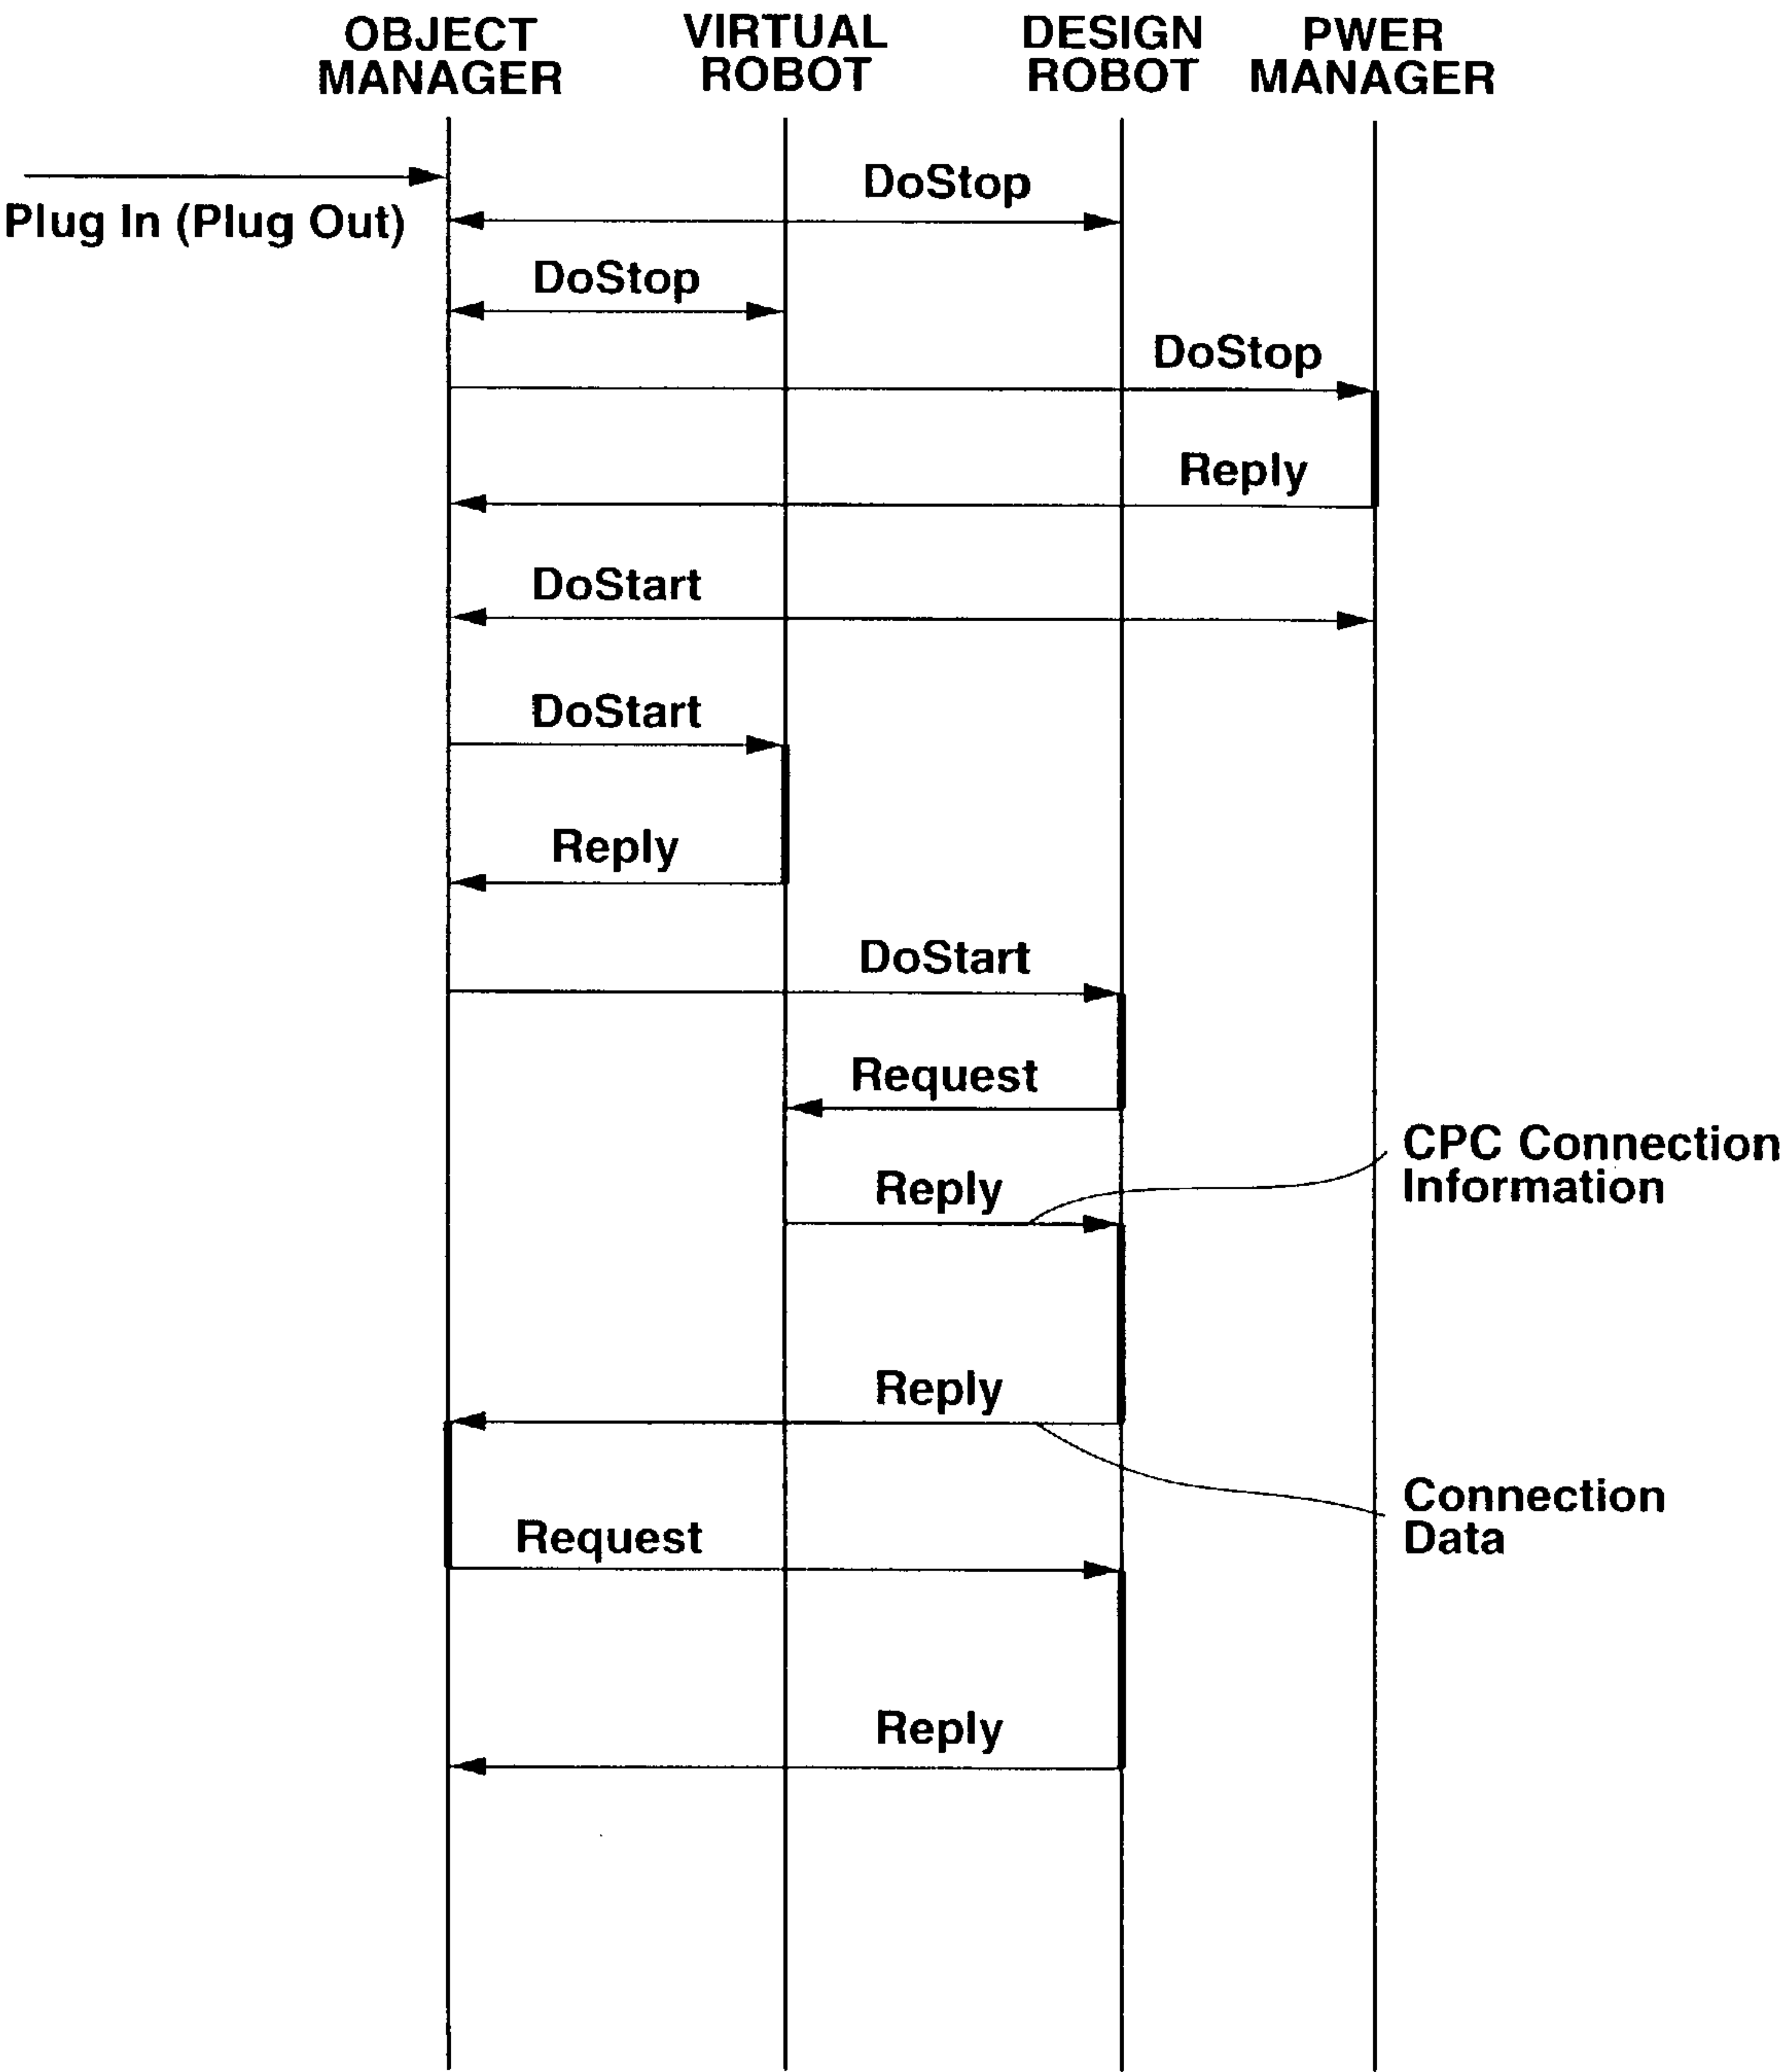 OBJECT
MANAGER
VIRTUAL
ROBOT
DESIGN
ROBOT
PWER
MANAGER
Plug In (Plug Out)
DoStop
DoStop
DoStop
Reply
DoStart
DoStart
Reply
DoStart
Request
CPC Connection
Information
Reply
Reply
Connection
Data
Request
Reply